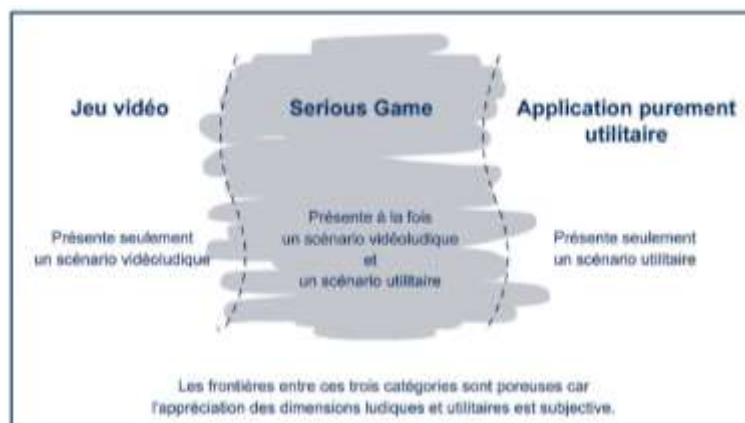 Jeu vidéo
Serious Game
Application purement
utilitaire
Présente seulement
un scénario vidéoludique
Présente à la fois
un scénario vidéoludique
et
un scénario utilitaire
Présente seulement
un scénario utilitaire
Les frontières entre ces trois catégories sont poreuses car
l'appréciation des dimensions ludiques et utilitaires est subjective.